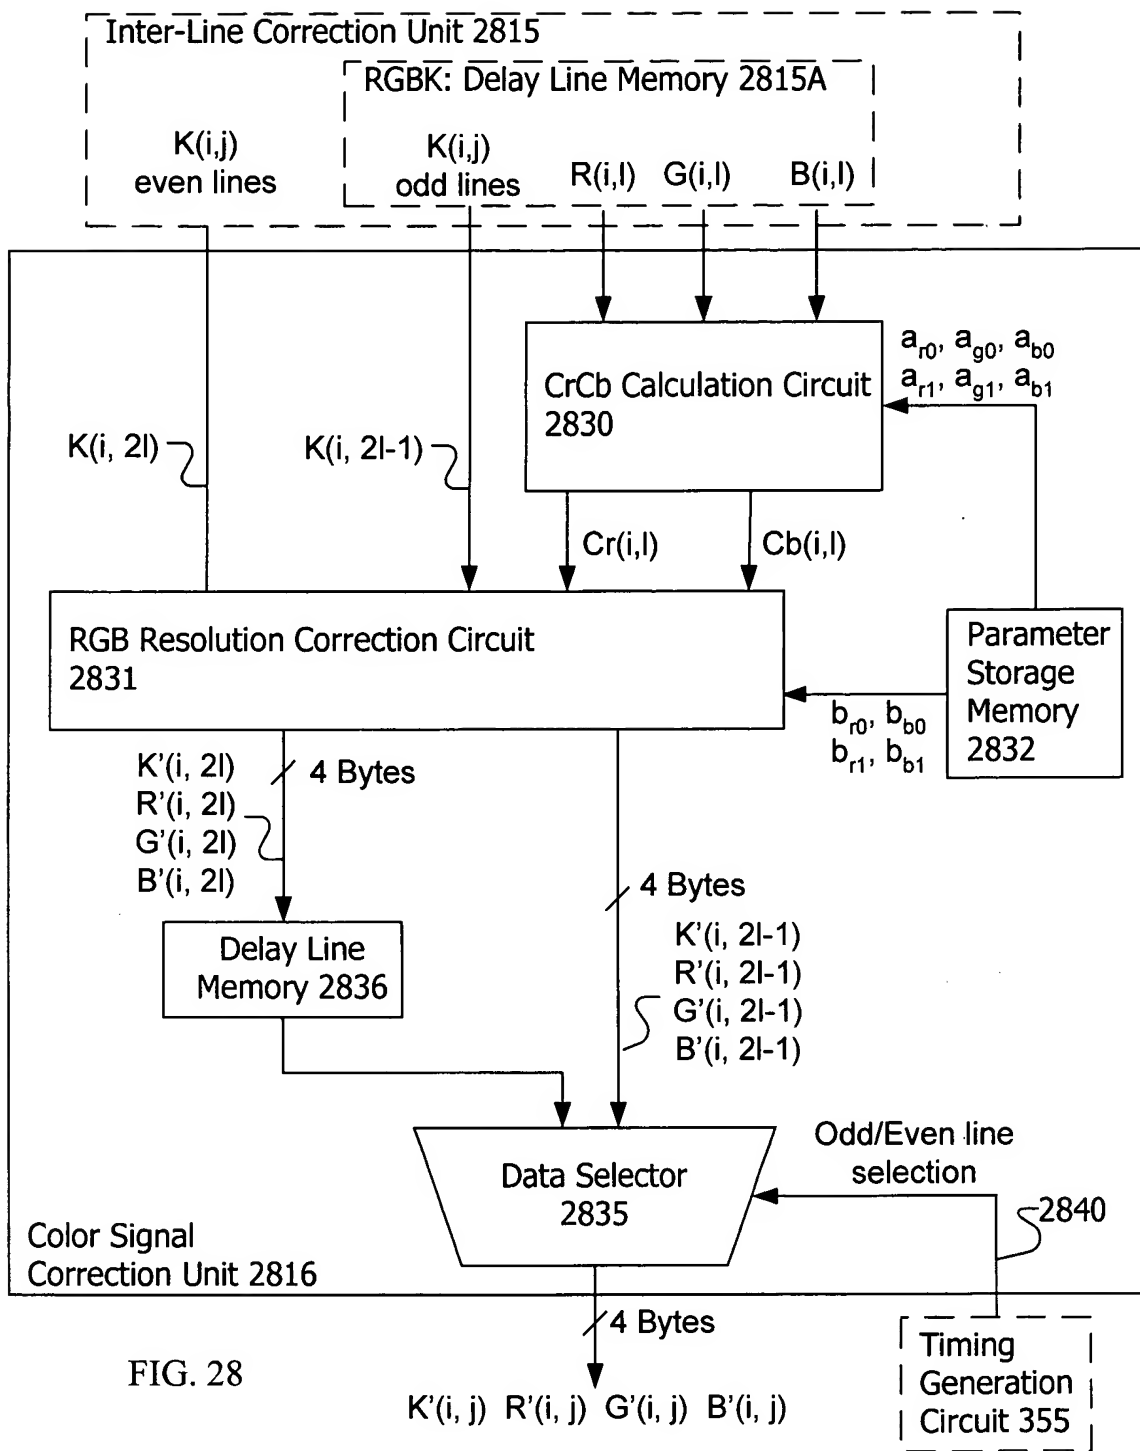 Inter-Line Correction Unit 2815
RGBK: Delay Line Memory 2815A
K(i,j)
even lines
K(i,j)
odd lines
R(i,l)
G(i,l)
B(i,l)
CrCb Calculation Circuit
2830
a_r0, a_g0, a_b0
a_r1, a_g1, a_b1
K(i, 2l)
K(i, 2l-1)
Cr(i,l)
Cb(i,l)
RGB Resolution Correction Circuit
2831
Parameter
Storage
Memory
2832
b_r0, b_b0
b_r1, b_b1
K'(i, 2l)
R'(i, 2l)
G'(i, 2l)
B'(i, 2l)
4 Bytes
4 Bytes
K'(i, 2l-1)
R'(i, 2l-1)
G'(i, 2l-1)
B'(i, 2l-1)
Delay Line
Memory 2836
Data Selector
2835
Odd/Even line
selection
2840
Color Signal
Correction Unit 2816
4 Bytes
Timing
Generation
Circuit 355
FIG. 28
K'(i, j) R'(i, j) G'(i, j) B'(i, j)